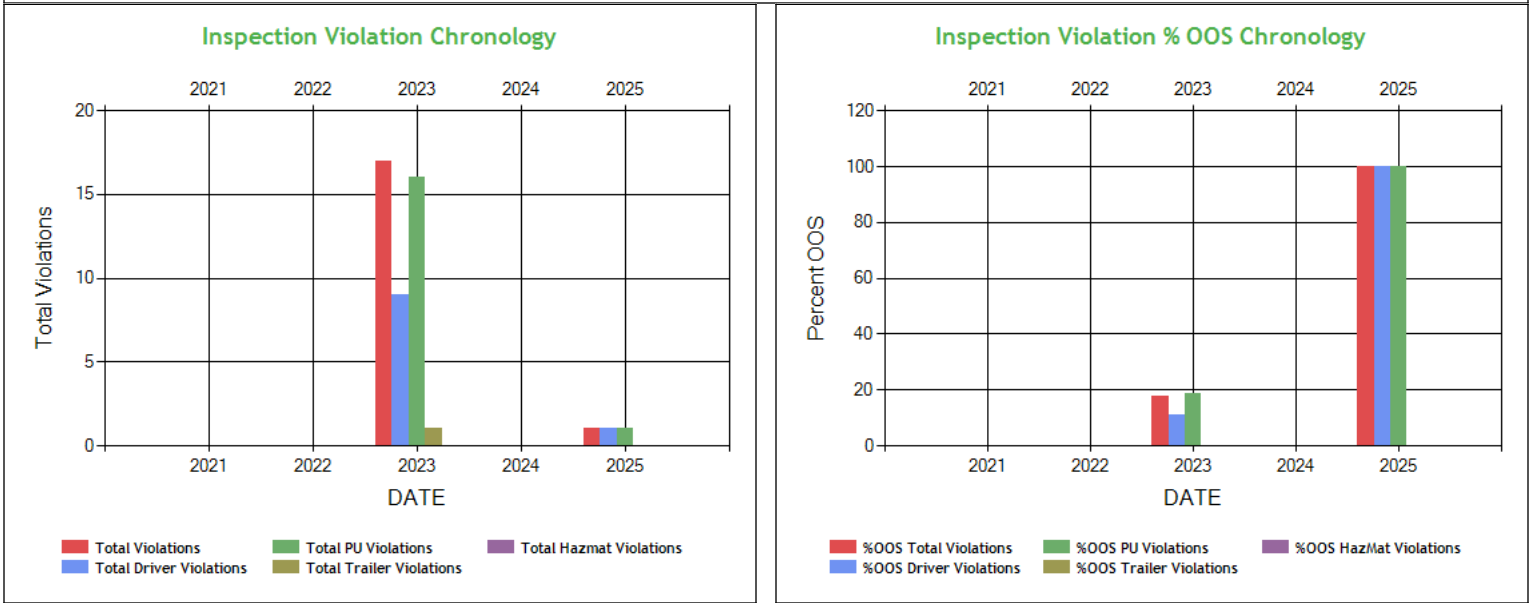 Inspection Violation Chronology
2021 2022 2023 2024 2025
20
15
10
5
0
Total Violations
2021 2022 2023 2024 2025
DATE
Total Violations Total PU Violations Total Hazmat Violations
Total Driver Violations Total Trailer Violations
Inspection Violation % OOS Chronology
2021 2022 2023 2024 2025
120
100
80
60
40
20
0
Percent OOS
2021 2022 2023 2024 2025
DATE
%OOS Total Violations %OOS PU Violations %OOS HazMat Violations
%OOS Driver Violations %OOS Trailer Violations